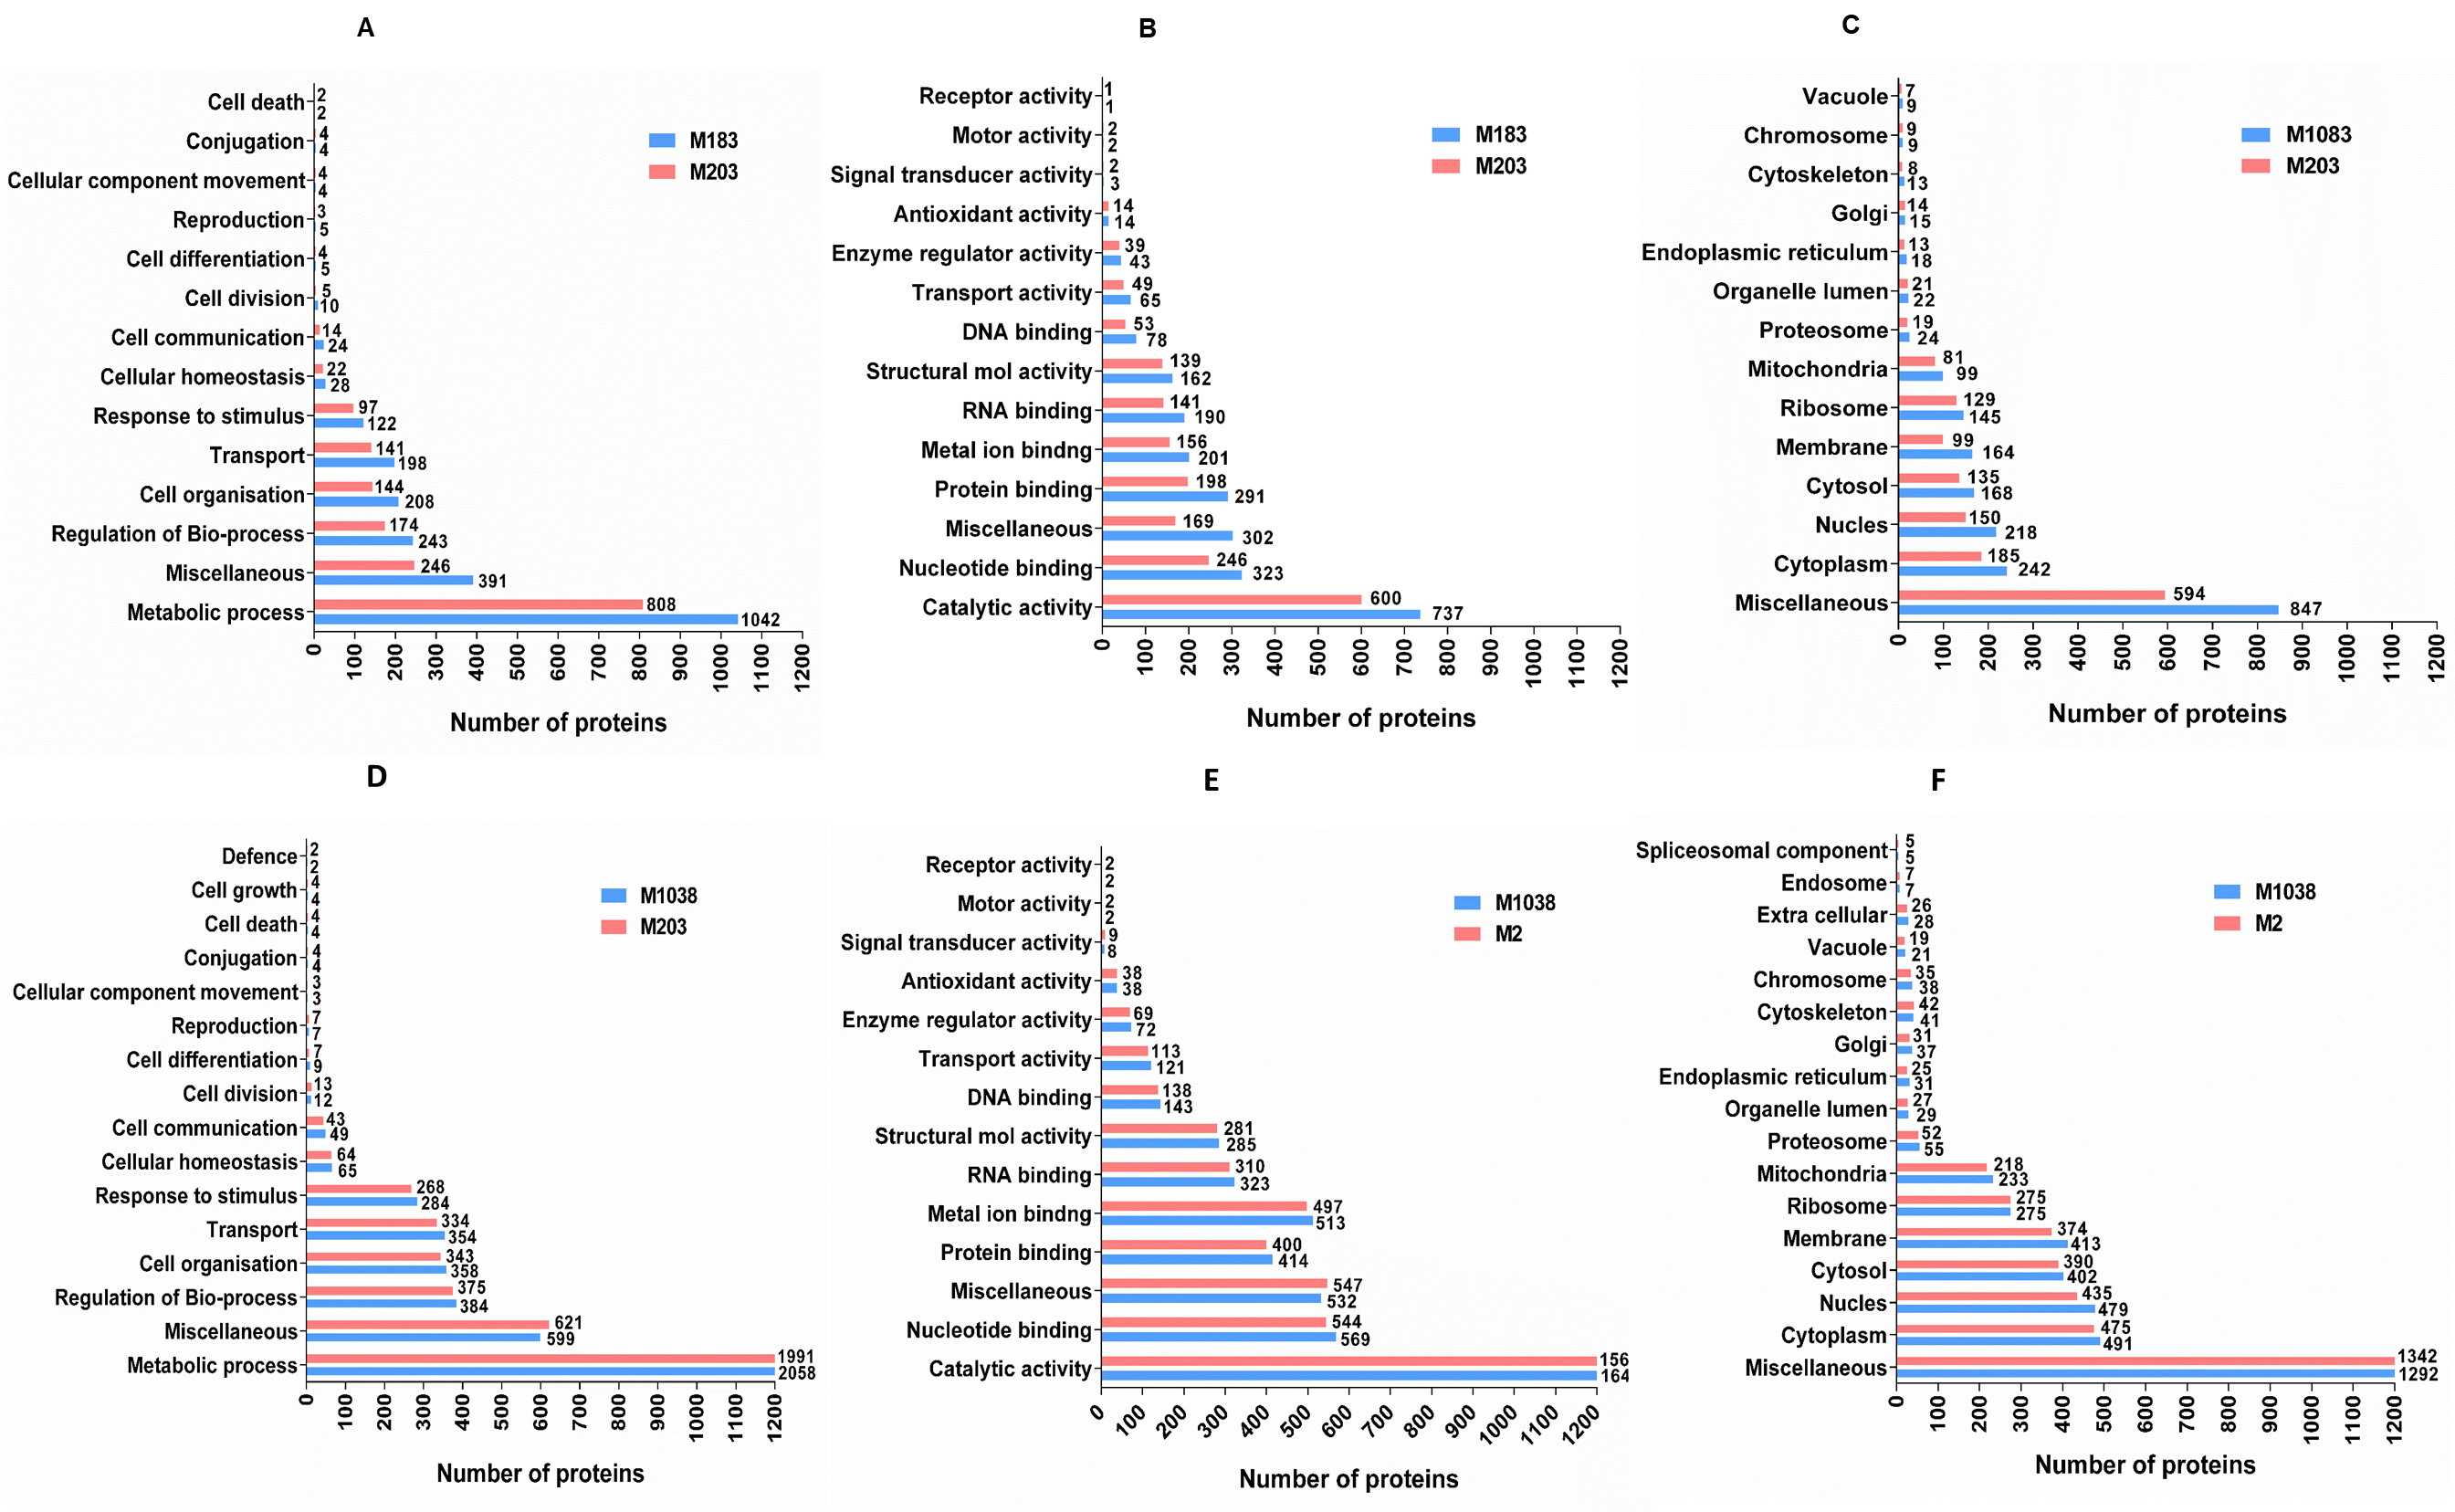 A
Cell death 2
2
Conjugation 4
4
Cellular component movement 4
4
Reproduction 3
5
Cell differentiation 4
5
Cell division 5
10
Cell communication 14
24
Cellular homeostasis 22
28
Response to stimulus 97
122
Transport 141
198
Cell organisation 144
208
Regulation of Bio-process 174
243
Miscellaneous 246
391
Metabolic process 808
1042
M183
M203
0 100 200 300 400 500 600 700 800 900 1000 1100 1200
Number of proteins
B
Receptor activity 1
1
Motor activity 2
2
Signal transducer activity 2
3
Antioxidant activity 14
14
Enzyme regulator activity 39
43
Transport activity 49
65
DNA binding 53
78
Structural mol activity 139
162
RNA binding 141
190
Metal ion bindng 156
201
Protein binding 198
291
Miscellaneous 169
302
Nucleotide binding 246
323
Catalytic activity 600
737
M183
M203
0 100 200 300 400 500 600 700 800 900 1000 1100 1200
Number of proteins
C
Vacuole 7
9
Chromosome 9
9
Cytoskeleton 8
13
Golgi 14
15
Endoplasmic reticulum 13
18
Organelle lumen 21
22
Proteosome 19
24
Mitochondria 81
99
Ribosome 129
145
Membrane 99
164
Cytosol 135
168
Nucles 150
218
Cytoplasm 185
242
Miscellaneous 594
847
M1083
M203
0 100 200 300 400 500 600 700 800 900 1000 1100 1200
Number of proteins
D
Defence 2
2
Cell growth 4
4
Cell death 4
4
Conjugation 4
4
Cellular component movement 3
3
Reproduction 7
7
Cell differentiation 7
9
Cell division 13
12
Cell communication 43
49
Cellular homeostasis 64
65
Response to stimulus 268
284
Transport 334
354
Cell organisation 343
358
Regulation of Bio-process 375
384
Miscellaneous 621
599
Metabolic process 1991
2058
M1038
M203
0 100 200 300 400 500 600 700 800 900 1000 1100 1200
Number of proteins
E
Receptor activity 2
2
Motor activity 2
2
Signal transducer activity 9
8
Antioxidant activity 38
38
Enzyme regulator activity 69
72
Transport activity 113
121
DNA binding 138
143
Structural mol activity 281
285
RNA binding 310
323
Metal ion bindng 497
513
Protein binding 400
414
Miscellaneous 547
532
Nucleotide binding 544
569
Catalytic activity 156
164
M1038
M2
0 100 200 300 400 500 600 700 800 900 1000 1100 1200
Number of proteins
F
Spliceosomal component 5
5
Endosome 7
7
Extra cellular 26
28
Vacuole 19
21
Chromosome 35
38
Cytoskeleton 42
41
Golgi 31
37
Endoplasmic reticulum 25
31
Organelle lumen 27
29
Proteosome 52
55
Mitochondria 218
233
Ribosome 275
275
Membrane 374
413
Cytosol 390
402
Nucles 435
479
Cytoplasm 475
491
Miscellaneous 1342
1292
M1038
M2
0 100 200 300 400 500 600 700 800 900 1000 1100 1200
Number of proteins